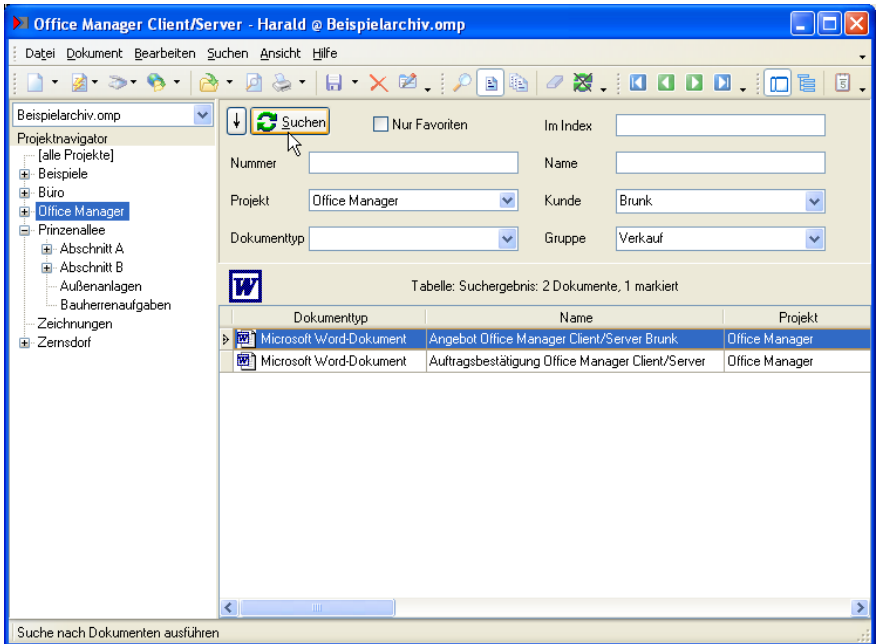 Office Manager Client/Server - Harald @ Beispielarchiv.omp
Datei Dokument Bearbeiten Suchen Ansicht Hilfe
Beispielarchiv.omp
Projektnavigator
[alle Projekte]
Beispiele
Büro
Office Manager
Prinzenallee
Abschnitt A
Abschnitt B
Außenanlagen
Bauherrenaufgaben
Zeichnungen
Zernsdorf
Suchen Nur Favoriten Im Index
Nummer Name
Projekt Office Manager Kunde Brunk
Dokumenttyp Gruppe Verkauf
W Tabelle: Suchergebnis: 2 Dokumente, 1 markiert
Dokumenttyp Name Projekt
Microsoft Word-Dokument Angebot Office Manager Client/Server Brunk Office Manager
Microsoft Word-Dokument Auftragsbestätigung Office Manager Client/Server Office Manager
Suche nach Dokumenten ausführen